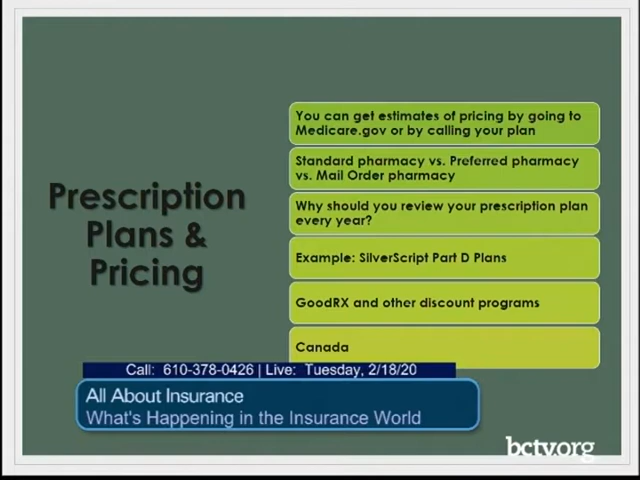 Prescription
Plans &
Pricing
You can get estimates of pricing by going to
Medicare.gov or by calling your plan
Standard pharmacy vs. Preferred pharmacy
vs. Mail Order pharmacy
Why should you review your prescription plan
every year?
Example: SilverScript Part D Plans
GoodRX and other discount programs
Canada
Call: 610-378-0426 | Live: Tuesday, 2/18/20
All About Insurance
What's Happening in the Insurance World
bctv.org